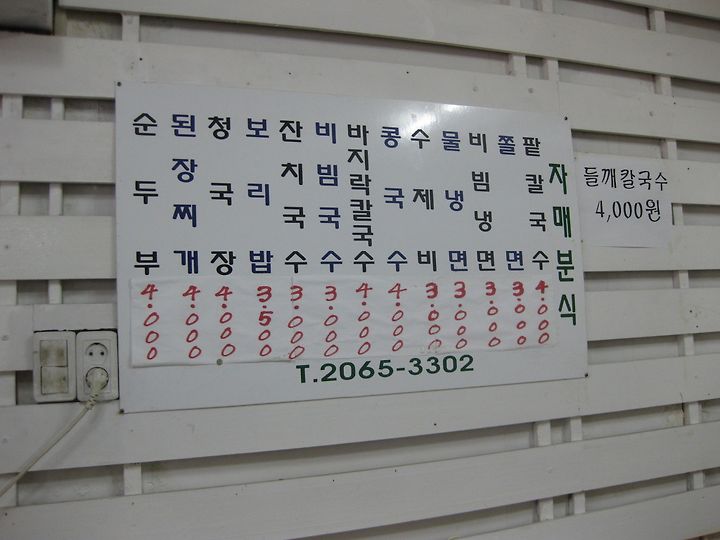 순두부 4.000
된장찌개 4.000
청국장 4.000
보리밥 3.500
잔치국수 3.000
비빔국수 3.000
바지락칼국수 4.000
콩국수 4.000
수제비 3.000
물냉면 3.000
비빔냉면 3.000
쫄면 3.000
팥칼국수 4.000
자매분식
T.2065-3302
들깨칼국수
4,000원